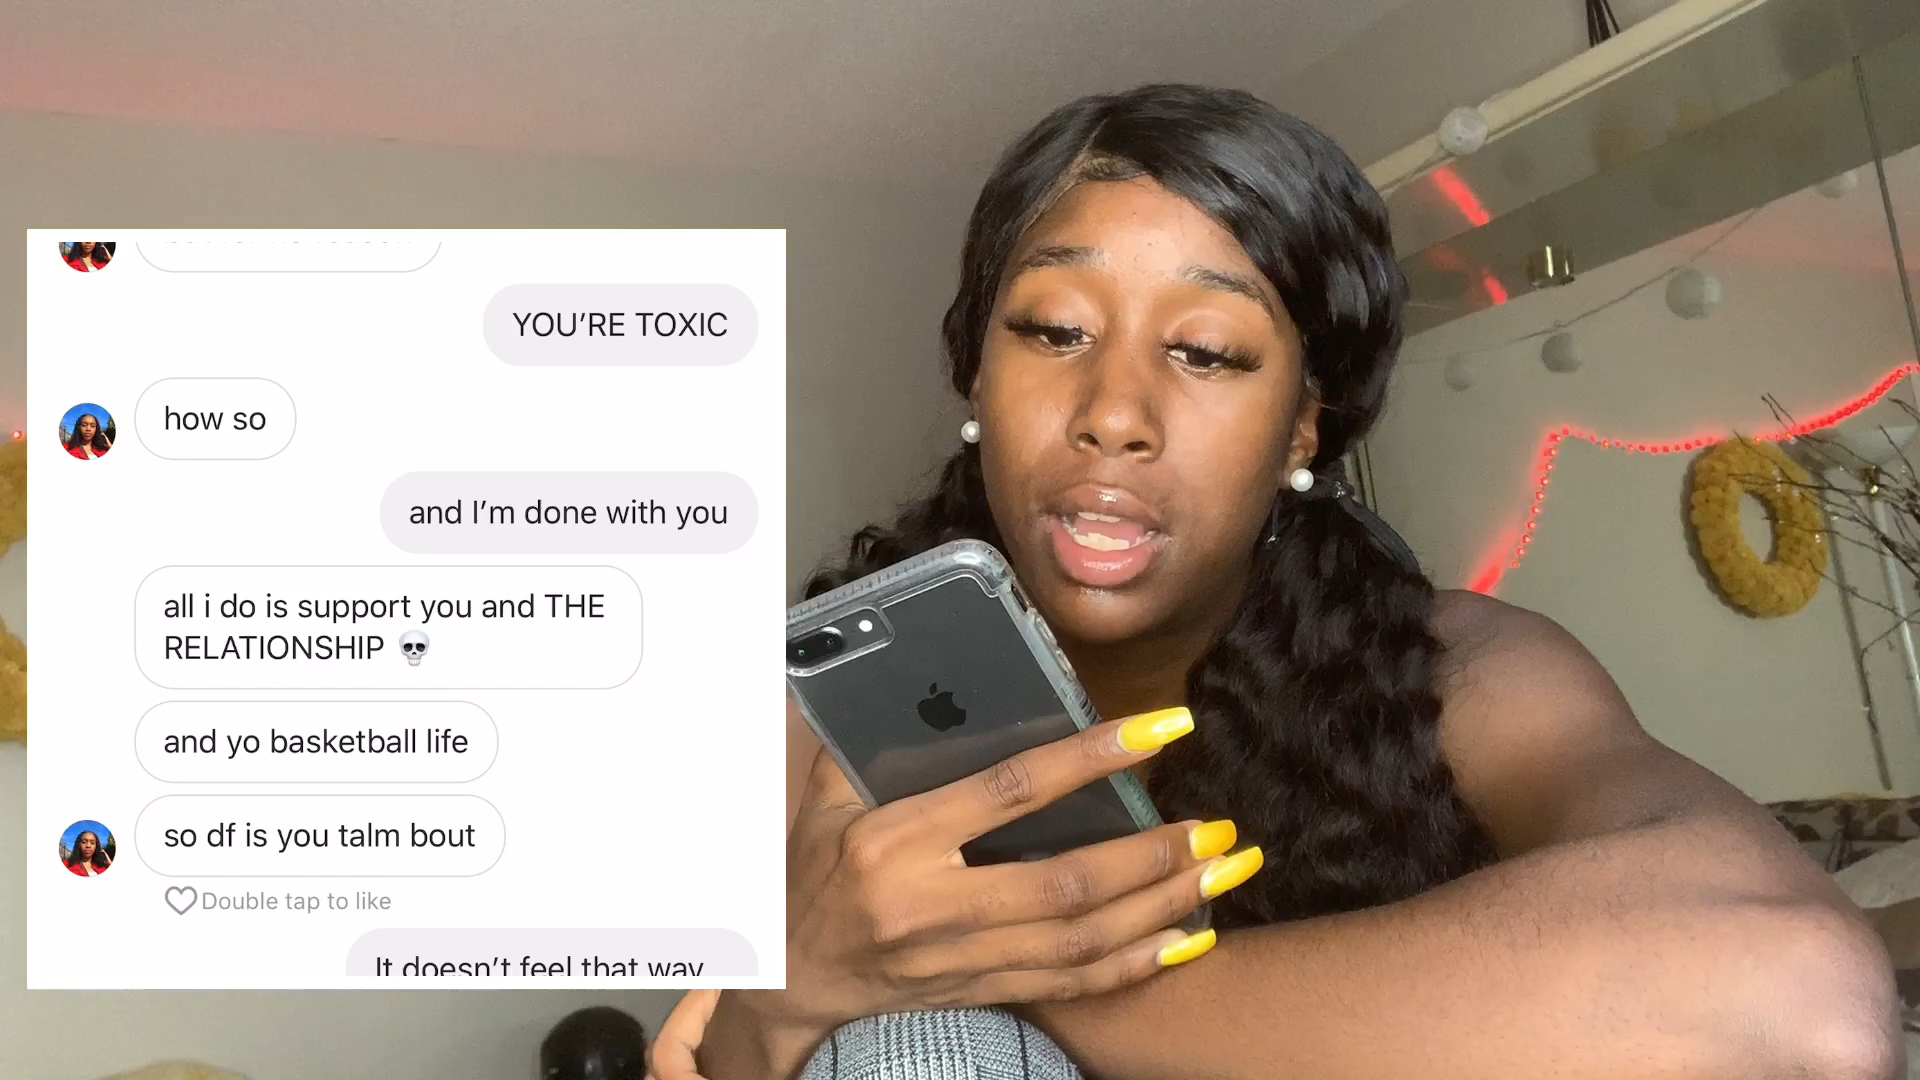 YOU'RE TOXIC
how so
and I'm done with you
all i do is support you and THE
RELATIONSHIP 💀
and yo basketball life
so df is you talm bout
Double tap to like
It doesn't feel that way